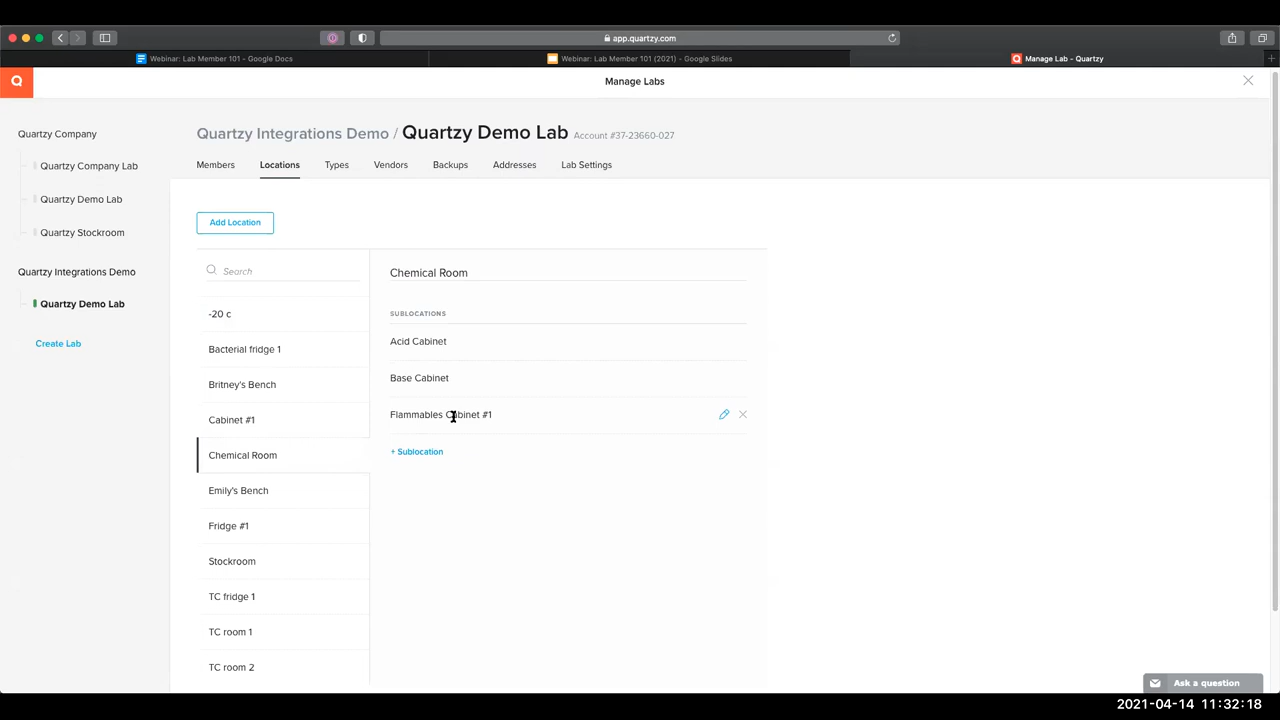 app.quartzy.com
Webinar: Lab Member 101 - Google Docs
Webinar: Lab Member 101 (2021) - Google Slides
Manage Lab - Quartzy
Q
Manage Labs
Quartzy Company
Quartzy Company Lab
Quartzy Demo Lab
Quartzy Stockroom
Quartzy Integrations Demo
Quartzy Demo Lab
Create Lab
Quartzy Integrations Demo / Quartzy Demo Lab Account #37-23660-027
Members Locations Types Vendors Backups Addresses Lab Settings
Add Location
Search
-20 c
Bacterial fridge 1
Britney's Bench
Cabinet #1
Chemical Room
Emily's Bench
Fridge #1
Stockroom
TC fridge 1
TC room 1
TC room 2
Chemical Room
SUBLOCATIONS
Acid Cabinet
Base Cabinet
Flammables Cabinet #1
+ Sublocation
Ask a question
2021-04-14 11:32:18